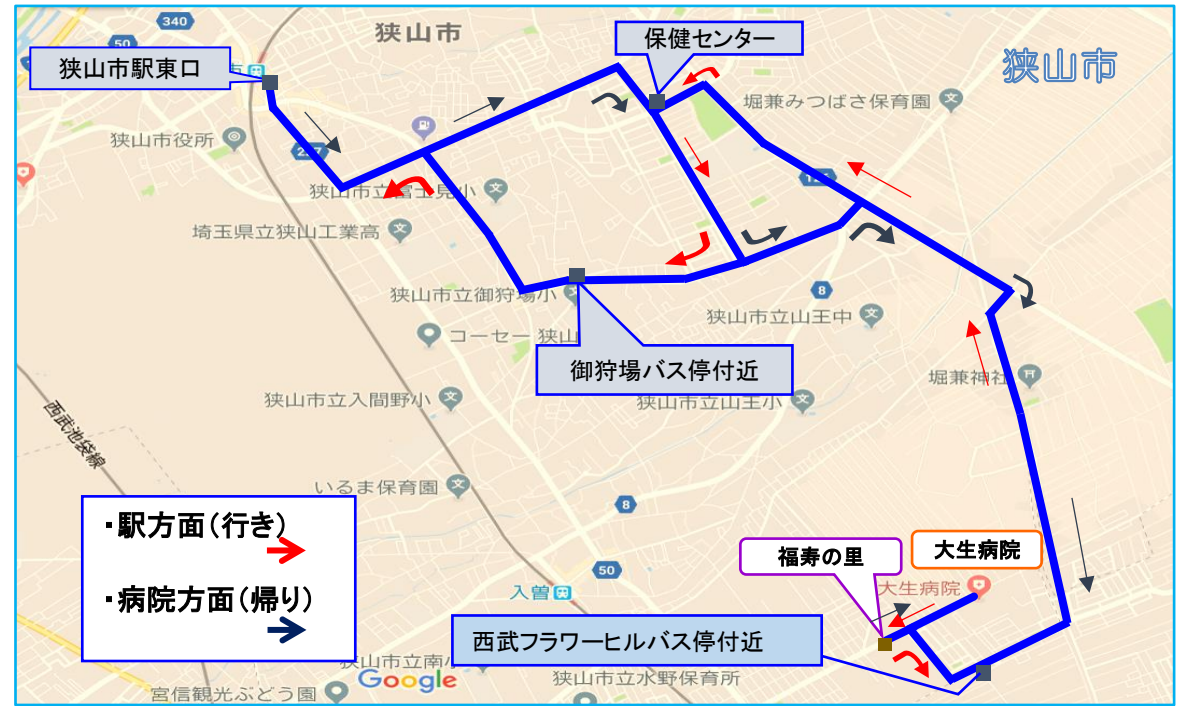 340
50
狭山市
保健センター
狭山市
狭山市駅東口
市
堀兼みつばさ保育園
狭山市役所
狭山市立富士見小
埼玉県立狭山工業高
狭山市立御狩場小
8
狭山市立山王中
コーセー 狭山
御狩場バス停付近
堀兼神社
狭山市立入間野小
狭山市立山王小
西武池袋線
いるま保育園
8
・駅方面(行き)
・病院方面(帰り)
福寿の里
大生病院
50
入曽
大生病院
西武フラワーヒルバス停付近
狭山市立南小
Google
狭山市立水野保育所
宮信観光ぶどう園